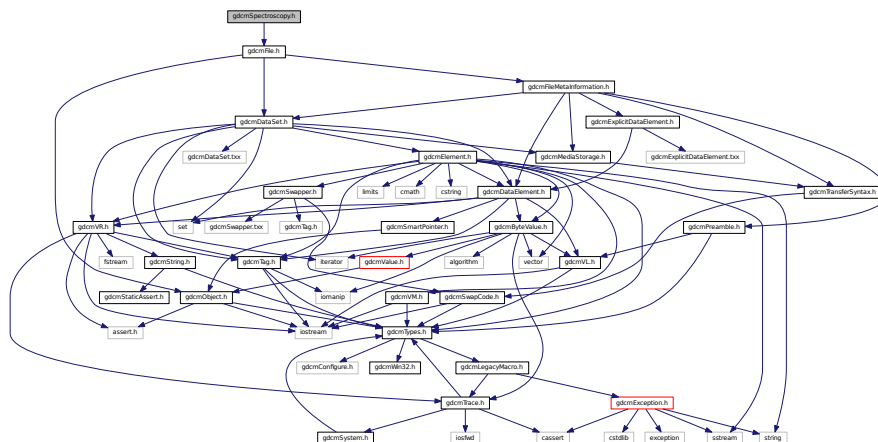 gdcmSpectroscopy.h
gdcmFile.h
gdcmFileMetaInformation.h
gdcmDataSet.h
gdcmExplicitDataElement.h
gdcmDataSet.txx
gdcmElement.h
gdcmMediaStorage.h
gdcmExplicitDataElement.txx
gdcmSwapper.h
limits
cmath
cstring
gdcmDataElement.h
gdcmTransferSyntax.h
gdcmVR.h
set
gdcmSwapper.txx
gdcmTag.h
gdcmSmartPointer.h
gdcmByteValue.h
gdcmPreamble.h
fstream
gdcmString.h
gdcmTag.h
iterator
gdcmValue.h
algorithm
vector
gdcmVL.h
gdcmStaticAssert.h
gdcmObject.h
iomanip
gdcmVM.h
gdcmSwapCode.h
assert.h
iostream
gdcmTypes.h
gdcmConfigure.h
gdcmWin32.h
gdcmLegacyMacro.h
gdcmTrace.h
gdcmException.h
gdcmSystem.h
iosfwd
cassert
cstdlib
exception
sstream
string